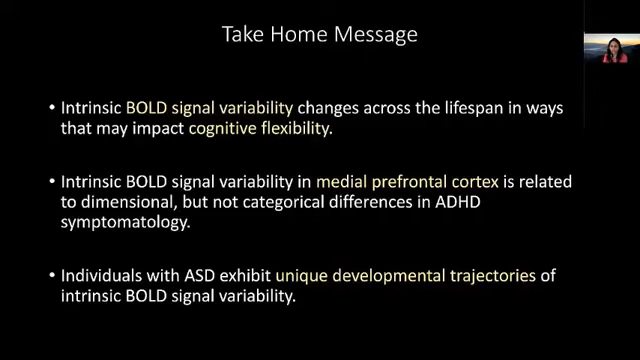 Take Home Message
• Intrinsic BOLD signal variability changes across the lifespan in ways
that may impact cognitive flexibility.
• Intrinsic BOLD signal variability in medial prefrontal cortex is related
to dimensional, but not categorical differences in ADHD
symptomatology.
• Individuals with ASD exhibit unique developmental trajectories of
intrinsic BOLD signal variability.